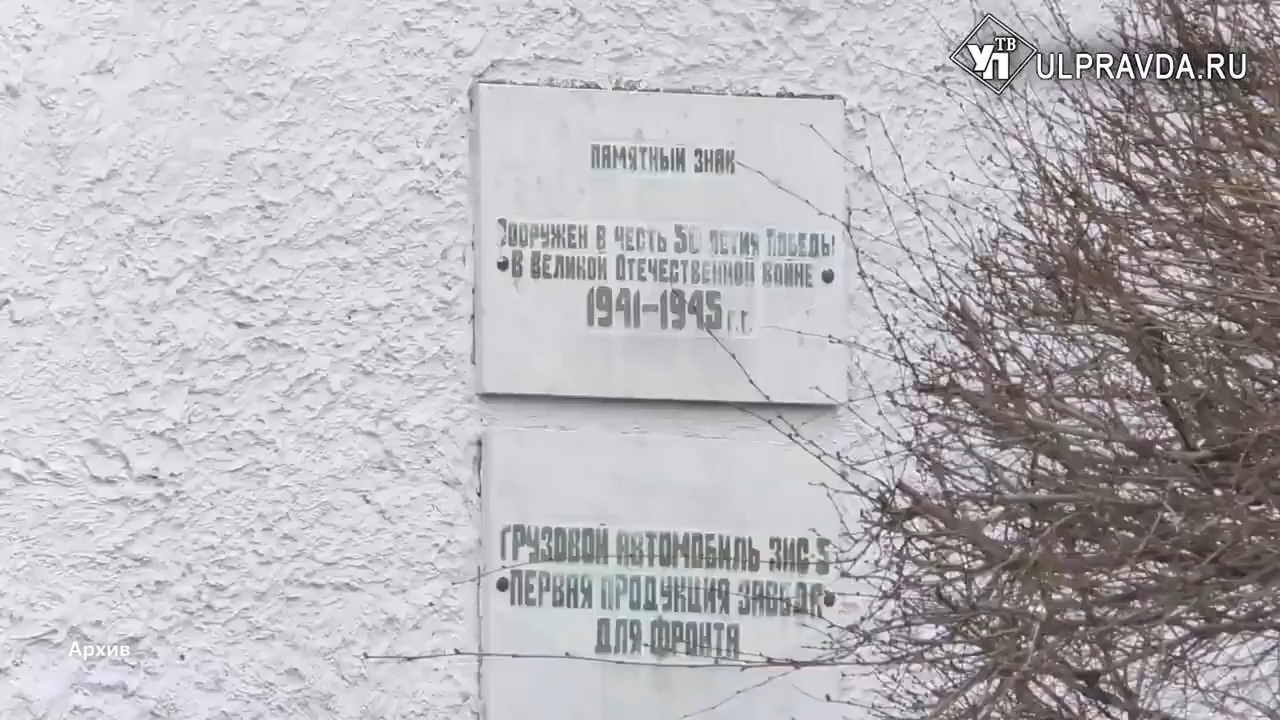 УП ТВ
ULPRAVDA.RU
ПАМЯТНЫЙ ЗНАК
СООРУЖЕН В ЧЕСТЬ 50 ЛЕТИЯ ПОБЕДЫ
В ВЕЛИКОЙ ОТЕЧЕСТВЕННОЙ ВОЙНЕ
1941-1945 г.г.
ГРУЗОВОЙ АВТОМОБИЛЬ ЗИС-5
ПЕРВАЯ ПРОДУКЦИЯ ЗАВОДА
ДЛЯ ФРОНТА
Архив